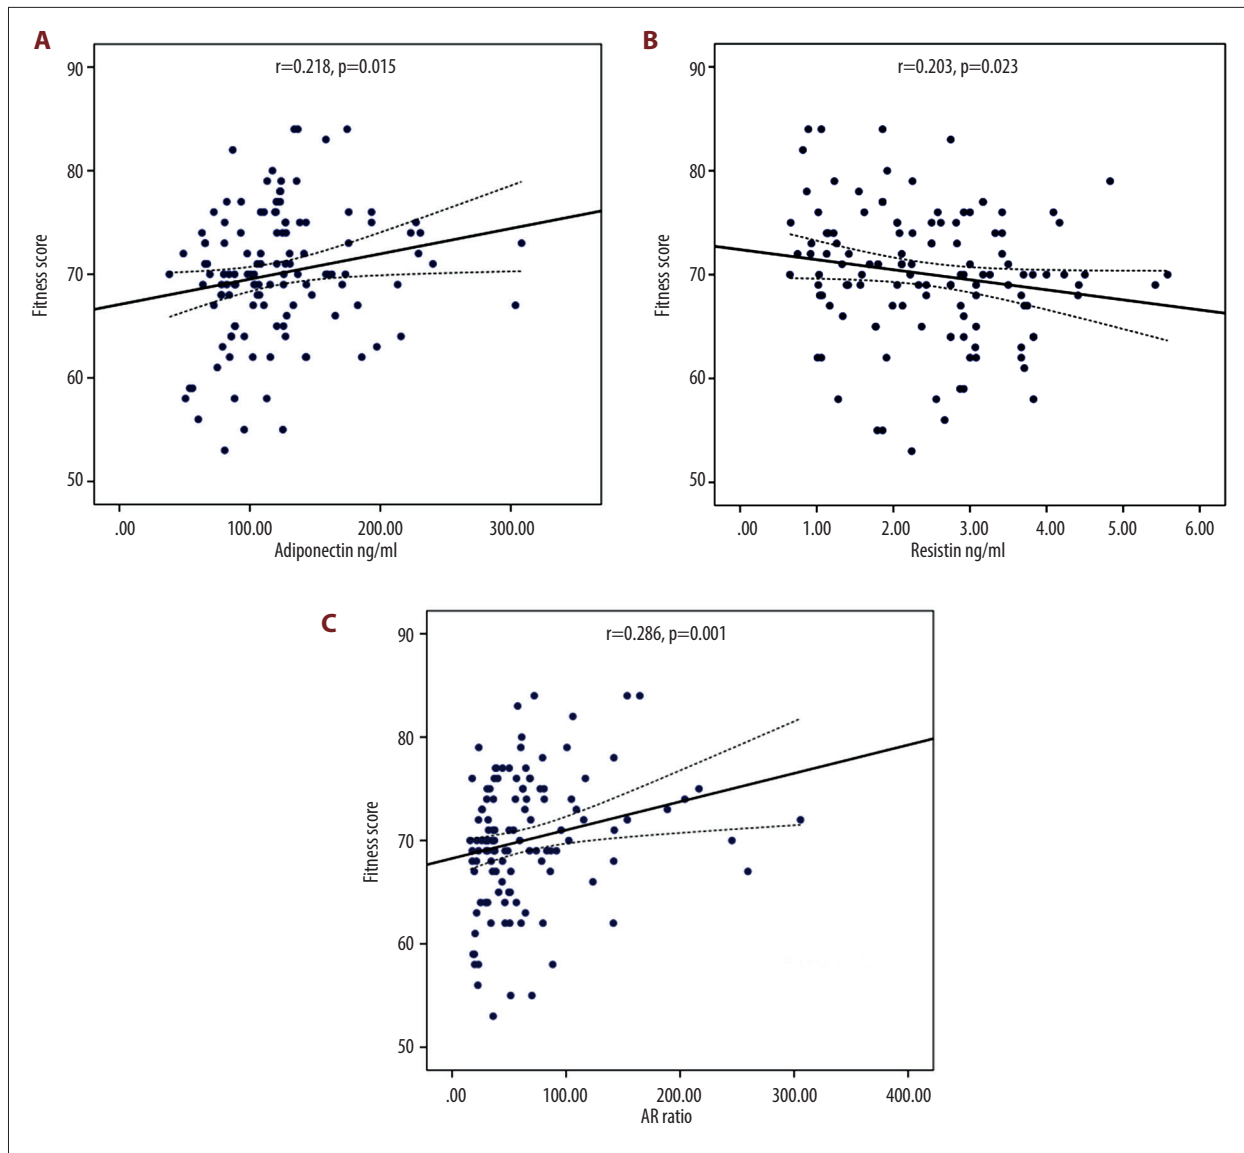 A
r=0.218, p=0.015
90
80
70
60
50
Fitness score
.00 100.00 200.00 300.00
Adiponectin ng/ml
B
r=0.203, p=0.023
90
80
70
60
50
Fitness score
.00 1.00 2.00 3.00 4.00 5.00 6.00
Resistin ng/ml
C
r=0.286, p=0.001
90
80
70
60
50
Fitness score
.00 100.00 200.00 300.00 400.00
AR ratio